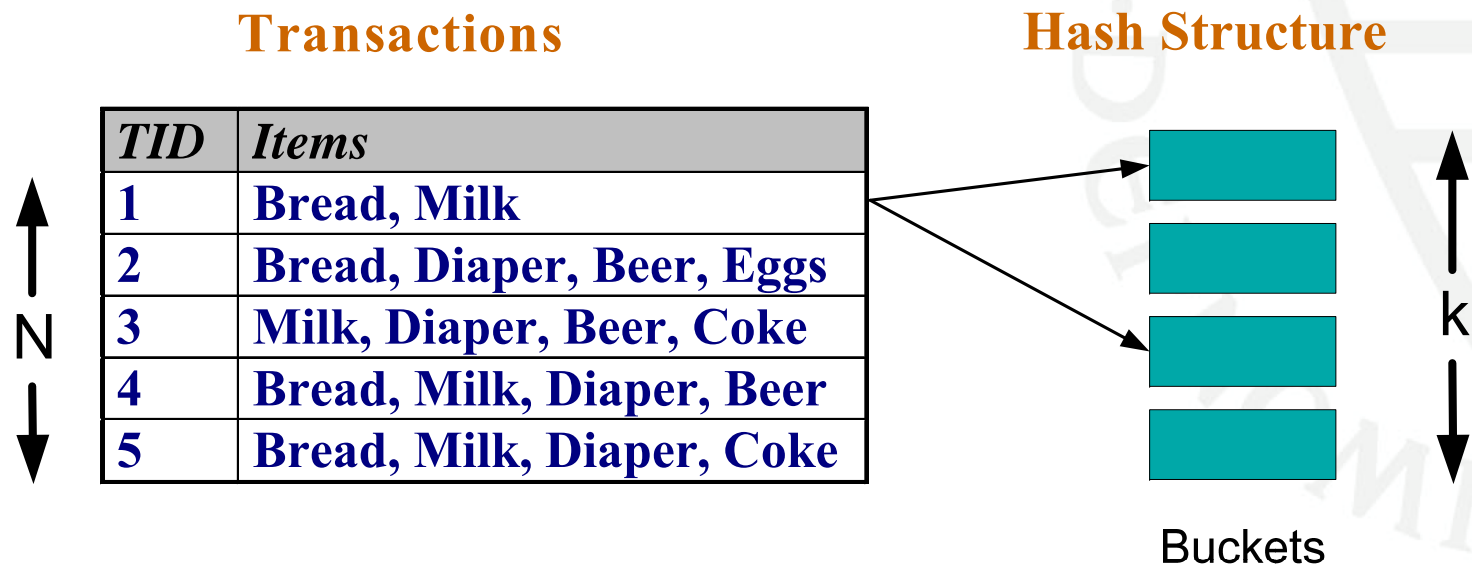 Transactions
Hash Structure
TID Items
1 Bread, Milk
2 Bread, Diaper, Beer, Eggs
3 Milk, Diaper, Beer, Coke
4 Bread, Milk, Diaper, Beer
5 Bread, Milk, Diaper, Coke
N
k
Buckets